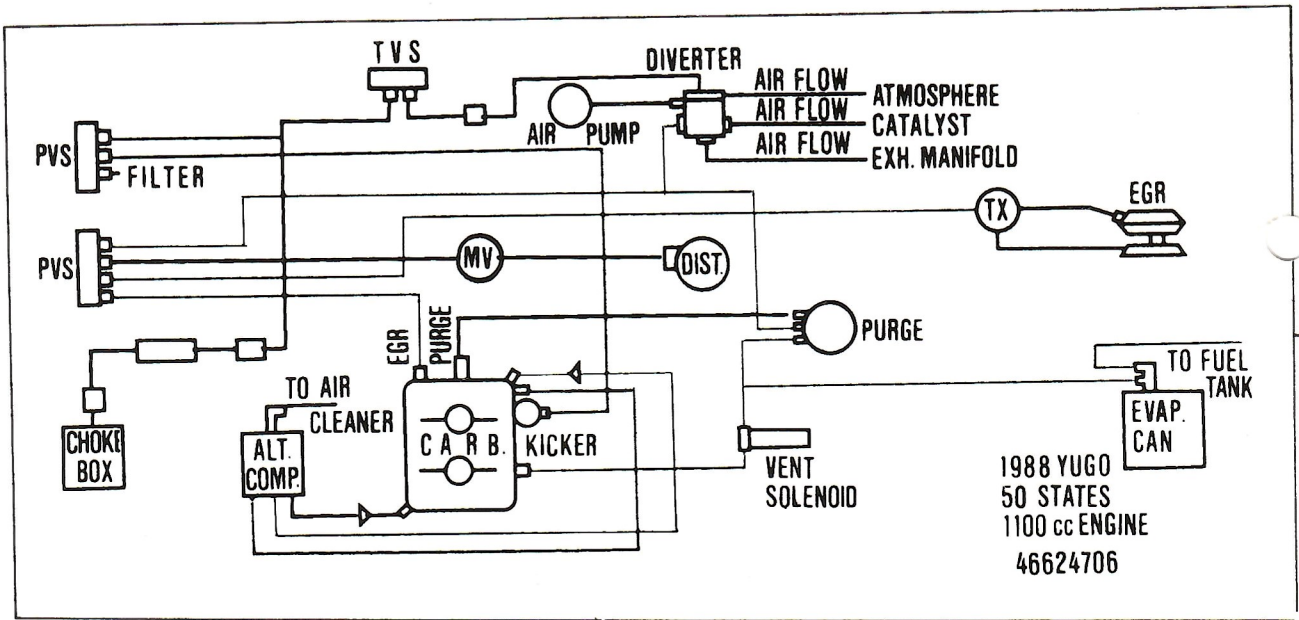 TVS
DIVERTER
AIR FLOW
ATMOSPHERE
AIR FLOW
CATALYST
AIR FLOW
EXH. MANIFOLD
AIR PUMP
PVS
FILTER
TX
EGR
PVS
MV
DIST.
EGR
PURGE
PURGE
TO FUEL
TANK
TO AIR
CLEANER
CHOKE
BOX
ALT.
COMP.
CARB.
KICKER
VENT
SOLENOID
EVAP.
CAN
1988 YUGO
50 STATES
1100 cc ENGINE
46624706